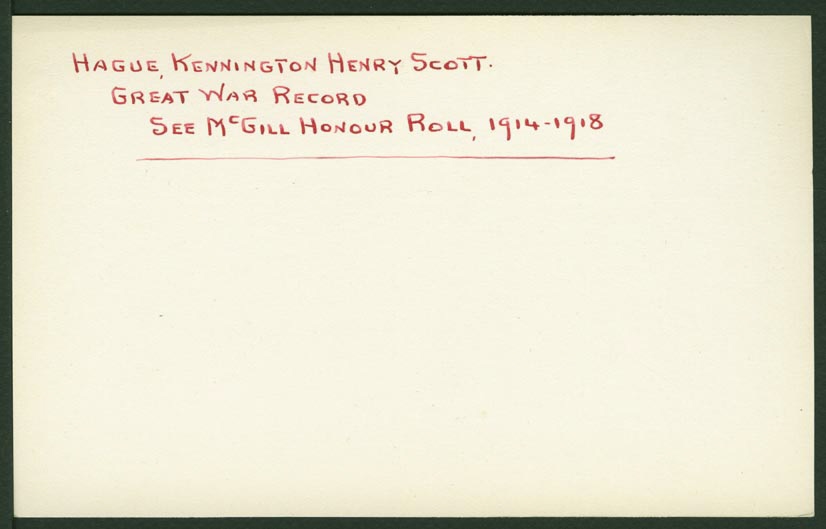 HAGUE, KENNINGTON HENRY SCOTT.
GREAT WAR RECORD
SEE McGILL HONOUR ROLL, 1914-1918